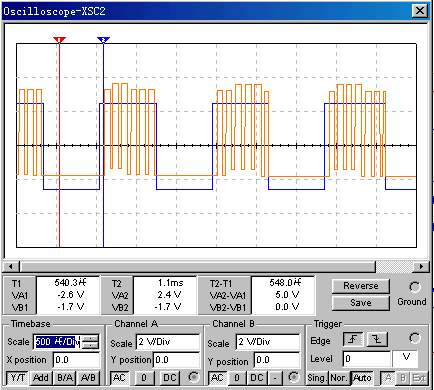 Oscilloscope-XSC2
1 2
T1 540.3 T2 1.1ms T2-T1 548.0
VA1 -2.6 V VA2 2.4 V VA2-VA1 5.0 V
VB1 -1.7 V VB2 -1.7 V VB2-VB1 0.0 V
Reverse
Save
Ground
Timebase Channel A Channel B Trigger
Scale 500 /Div Scale 2 V/Div Scale 2 V/Div Edge
X position 0.0 Y position 0.0 Y position 0.0 Level 0 V
Y/T Add B/A A/B AC 0 DC AC 0 DC - Sing. Nor. Auto A B Ext